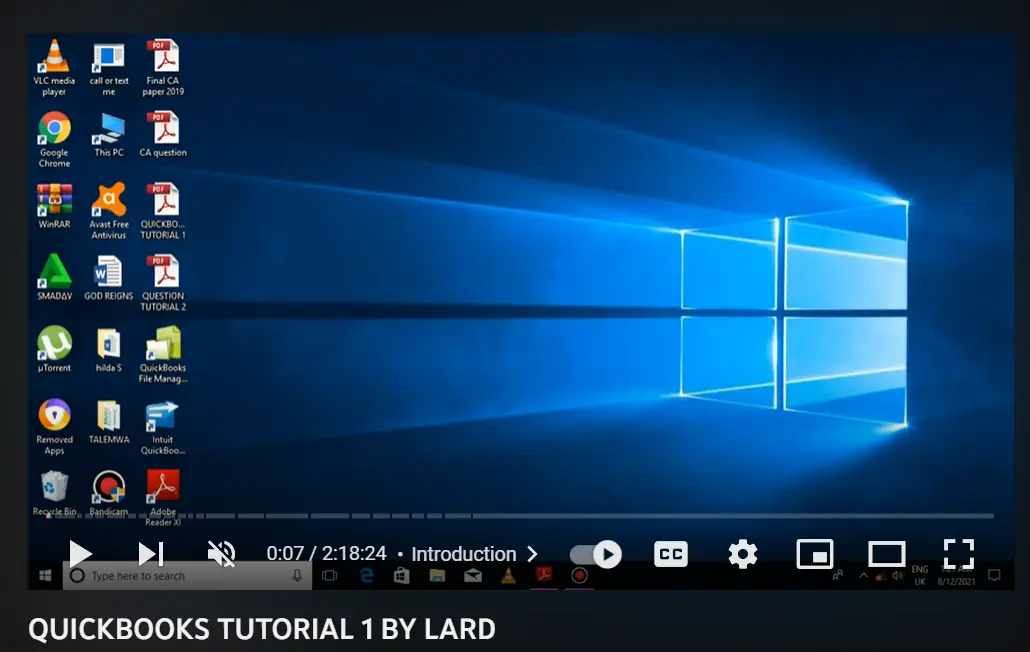 VLC media
player
call or text
me
PDF
Final CA
paper 2019
Google
Chrome
This PC
PDF
CA question
WinRAR
Avast Free
Antivirus
PDF
QUICKBO...
TUTORIAL 1
SMADAV
GOD REIGNS
PDF
QUESTION
TUTORIAL 2
µTorrent
hilda S
QuickBooks
File Manag...
Removed
Apps
TALEMWA
Intuit
QuickBoo...
Recycle Bin
Bandicam
Adobe
Reader XI
0:07 / 2:18:24 • Introduction
CC
Type here to search
ENG
UK
8/12/2021
QUICKBOOKS TUTORIAL 1 BY LARD